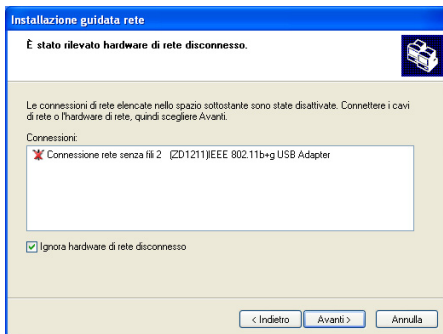 Installazione guidata rete
È stato rilevato hardware di rete disconnesso.
Le connessioni di rete elencate nello spazio sottostante sono state disattivate. Connettere i cavi
di rete o l'hardware di rete, quindi scegliere Avanti.
Connessioni:
Connessione rete senza fili 2 (ZD1211)IEEE 802.11b+g USB Adapter
Ignora hardware di rete disconnesso
< Indietro Avanti > Annulla